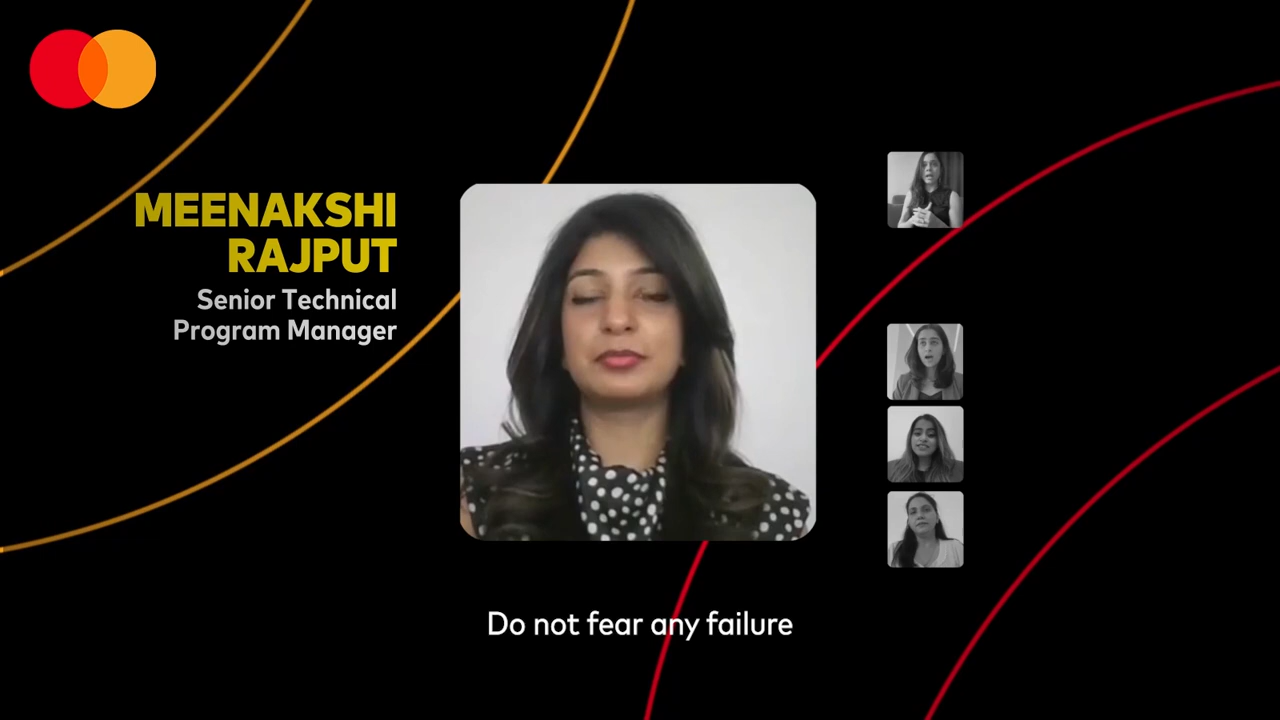 MEENAKSHI
RAJPUT
Senior Technical
Program Manager
Do not fear any failure